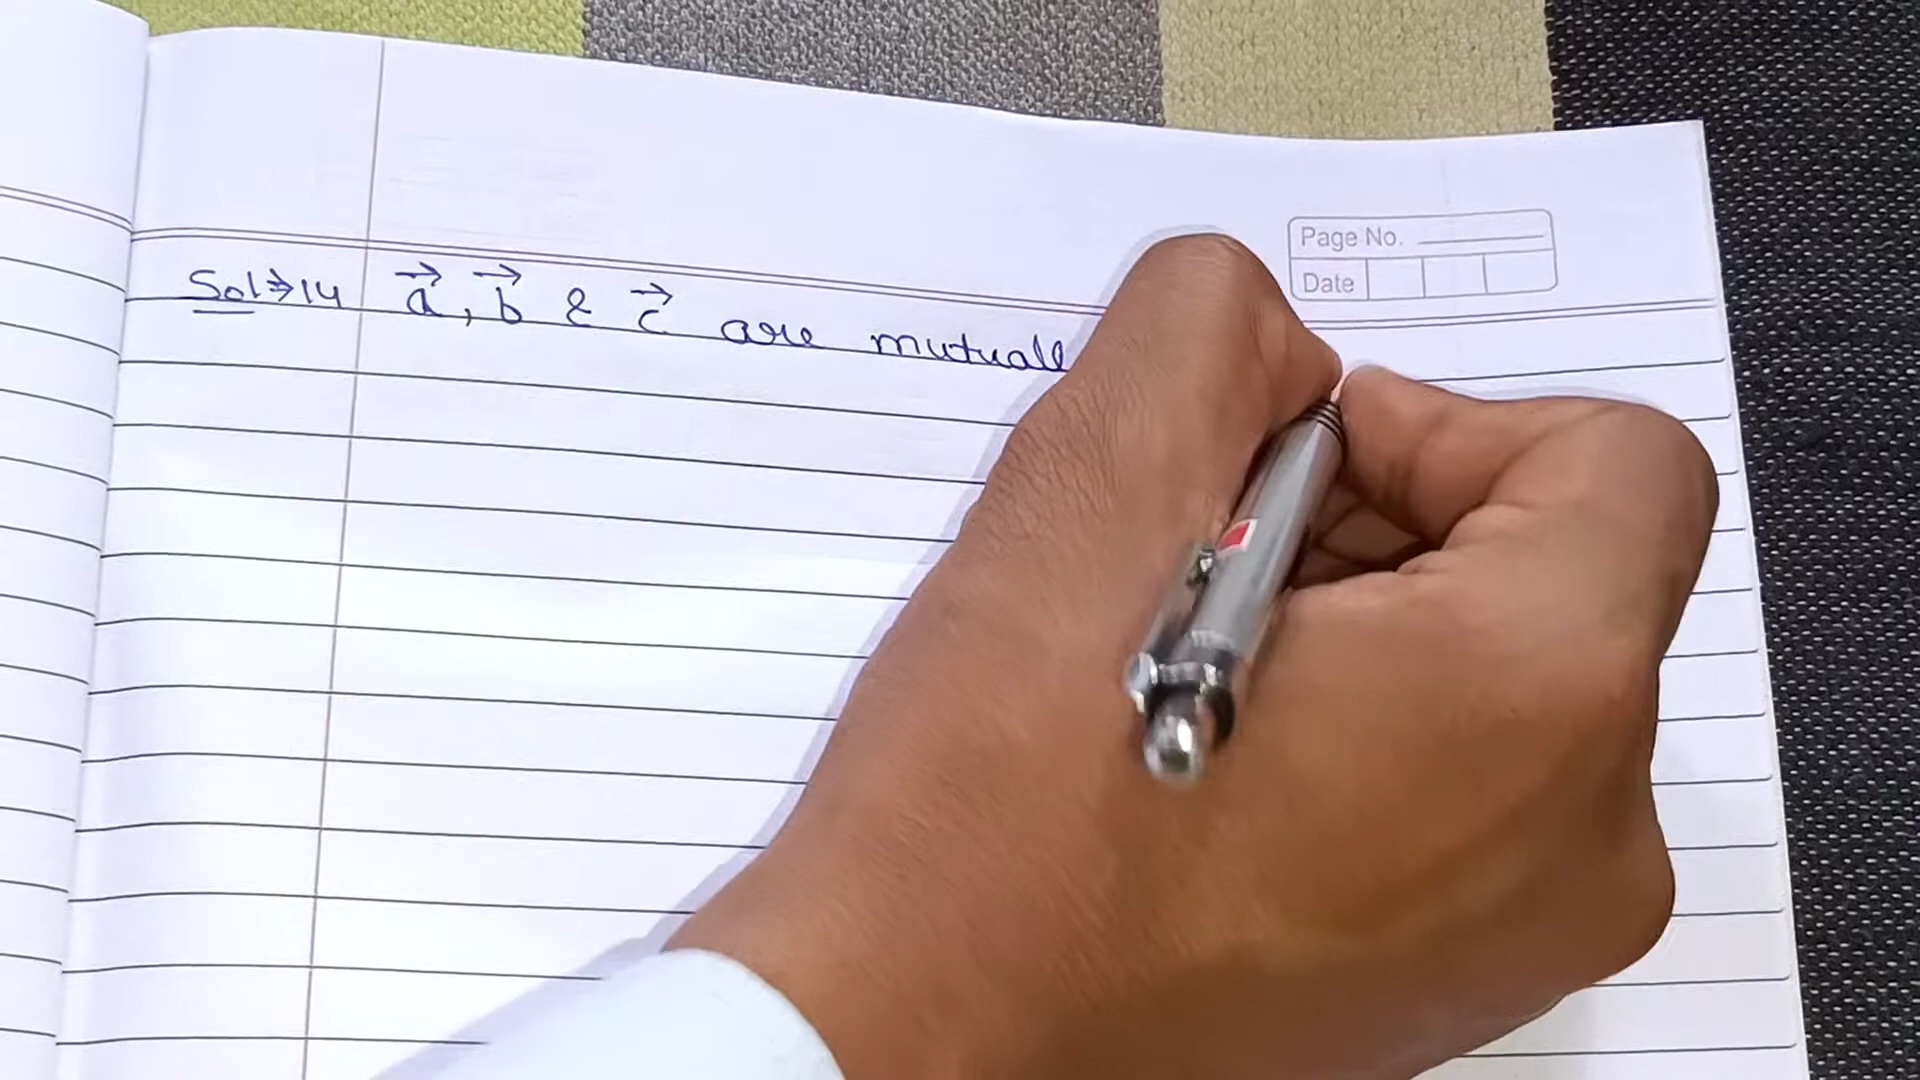 Sol⇒14 a⃗, b⃗ & c⃗ are mutuall
Page No.
Date